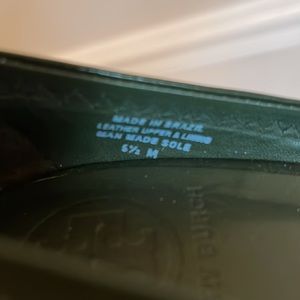 MADE IN BRAZIL
LEATHER UPPER & LINING
MAN MADE SOLE
6½ M
BURCH